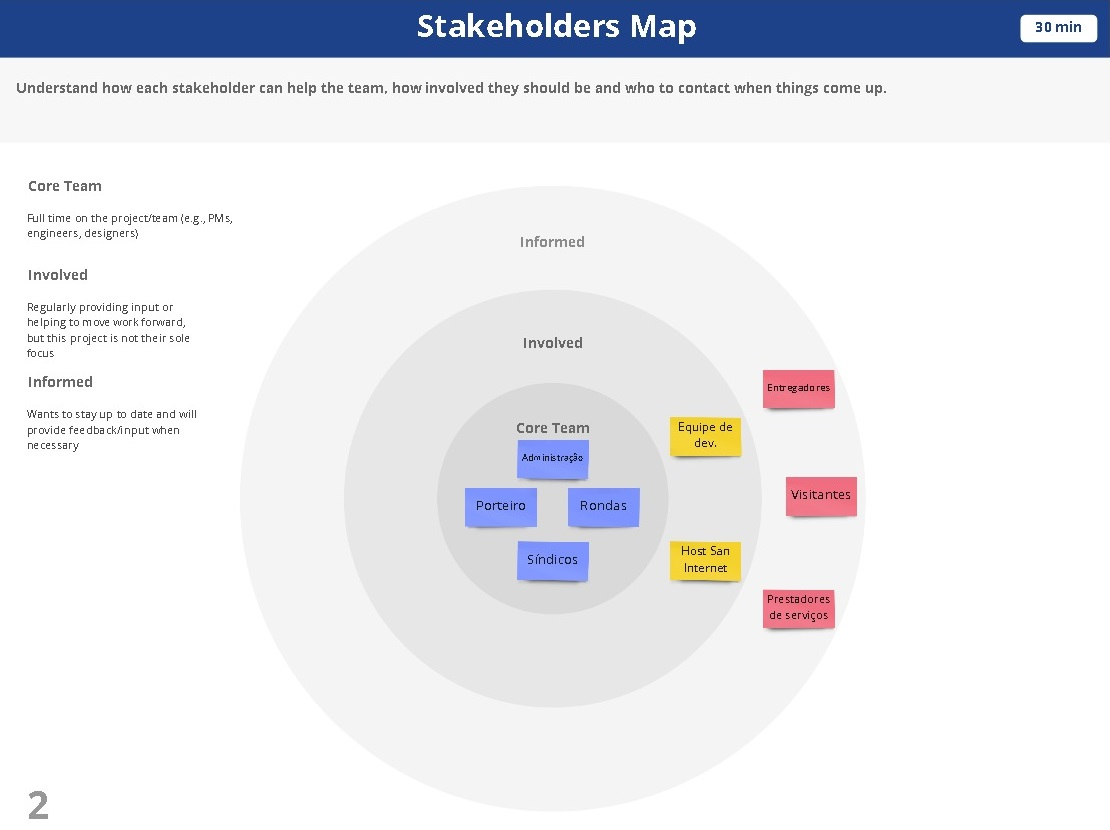 Stakeholders Map
30 min
Understand how each stakeholder can help the team, how involved they should be and who to contact when things come up.
Core Team
Full time on the project/team (e.g., PMs,
engineers, designers)
Involved
Regularly providing input or
helping to move work forward,
but this project is not their sole
focus
Informed
Wants to stay up to date and will
provide feedback/input when
necessary
Informed
Involved
Core Team
Administração
Porteiro
Rondas
Síndicos
Equipe de
dev.
Host San
Internet
Entregadores
Visitantes
Prestadores
de serviços
2